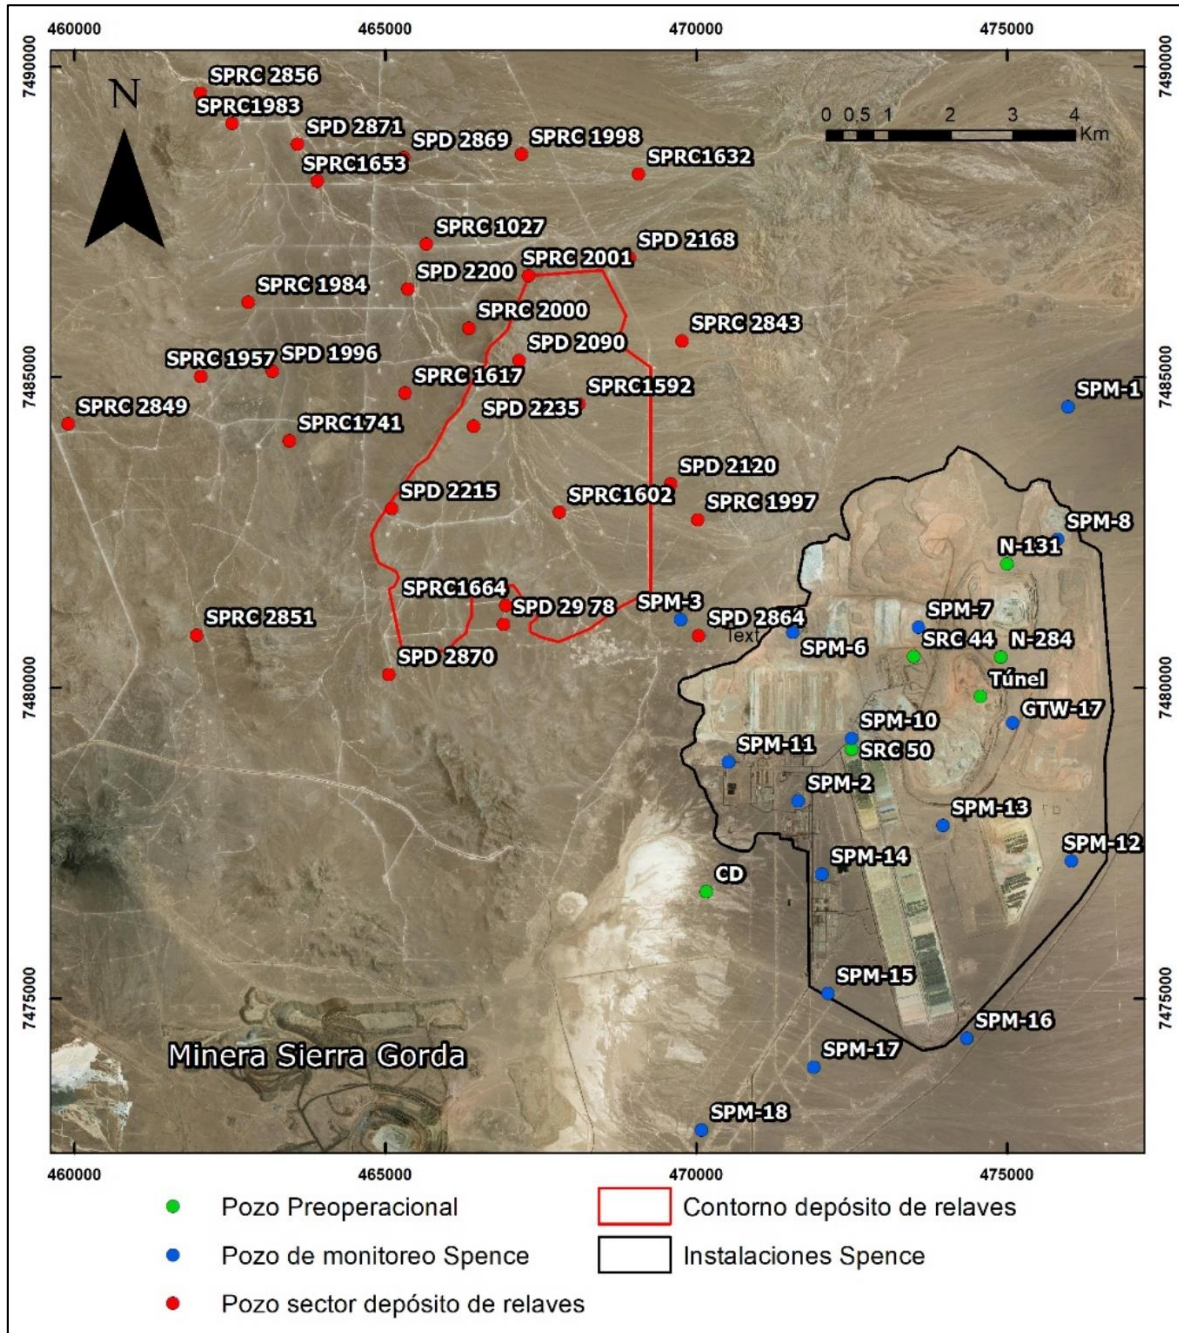 460000 465000 470000 475000
7490000 7490000
SPRC 2856
N
SPRC1983
0 0,5 1 2 3 4
Km
SPD 2871
SPD 2869
SPRC 1998
SPRC1653
SPRC1632
SPRC 1027
SPD 2168
SPRC 2001
SPD 2200
SPRC 1984
SPRC 2000
SPD 2090
SPRC 2843
SPRC 1957
SPD 1996
7485000 7485000
SPRC 1617
SPRC1592
SPM-1
SPRC 2849
SPRC1741
SPD 2235
SPD 2120
SPD 2215
SPRC1602
SPRC 1997
SPM-8
N-131
SPRC1664
SPD 29 78
SPM-3
SPD 2864
SPM-7
SPRC 2851
Text
SPM-6
SRC 44
N-284
SPD 2870
7480000 7480000
Túnel
GTW-17
SPM-10
SPM-11
SRC 50
SPM-2
SPM-13
SPM-14
SPM-12
CD
SPM-15
7475000 7475000
SPM-16
Minera Sierra Gorda
SPM-17
SPM-18
460000 465000 470000 475000
Pozo Preoperacional
Contorno depósito de relaves
Pozo de monitoreo Spence
Instalaciones Spence
Pozo sector depósito de relaves